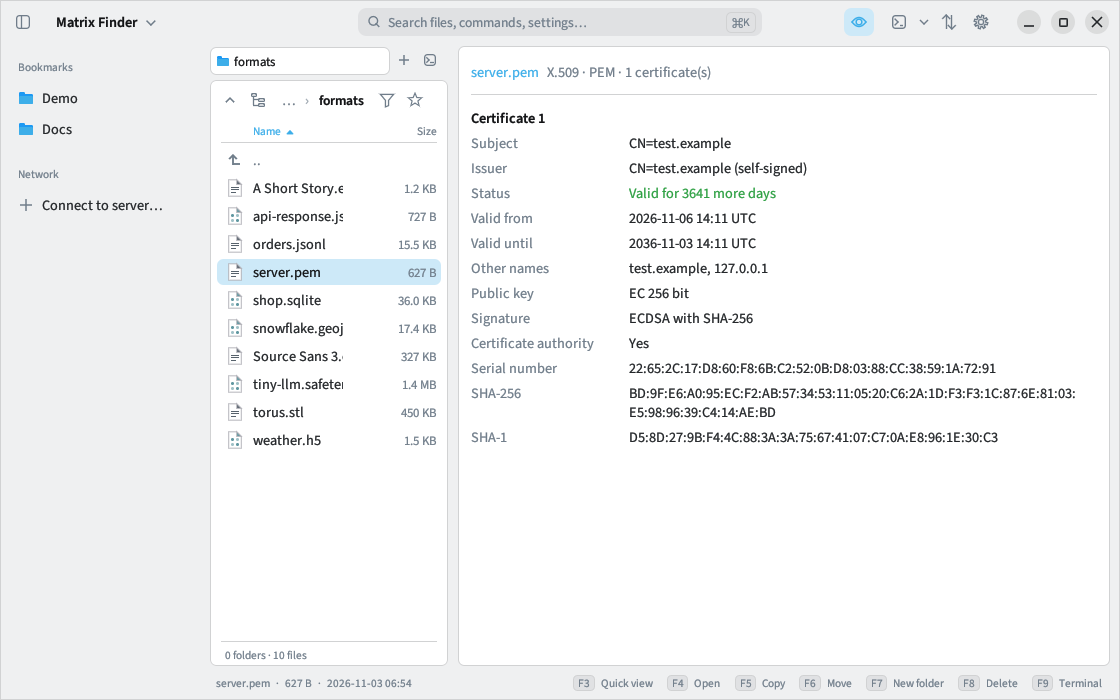 Matrix Finder
Search files, commands, settings…
⌘K
Bookmarks
Demo
Docs
Network
Connect to server…
formats
… › formats
Name Size
..
A Short Story.e 1.2 KB
api-response.js 727 B
orders.jsonl 15.5 KB
server.pem 627 B
shop.sqlite 36.0 KB
snowflake.geoj 17.4 KB
Source Sans 3. 327 KB
tiny-llm.safeter 1.4 MB
torus.stl 450 KB
weather.h5 1.5 KB
0 folders · 10 files
server.pem X.509 · PEM · 1 certificate(s)
Certificate 1
Subject CN=test.example
Issuer CN=test.example (self-signed)
Status Valid for 3641 more days
Valid from 2026-11-06 14:11 UTC
Valid until 2036-11-03 14:11 UTC
Other names test.example, 127.0.0.1
Public key EC 256 bit
Signature ECDSA with SHA-256
Certificate authority Yes
Serial number 22:65:2C:17:D8:60:F8:6B:C2:52:0B:D8:03:88:CC:38:59:1A:72:91
SHA-256 BD:9F:E6:A0:95:EC:F2:AB:57:34:53:11:05:20:C6:2A:1D:F3:F3:1C:87:6E:81:03:
E5:98:96:39:C4:14:AE:BD
SHA-1 D5:8D:27:9B:F4:4C:88:3A:3A:75:67:41:07:C7:0A:E8:96:1E:30:C3
server.pem · 627 B · 2026-11-03 06:54
F3 Quick view F4 Open F5 Copy F6 Move F7 New folder F8 Delete F9 Terminal